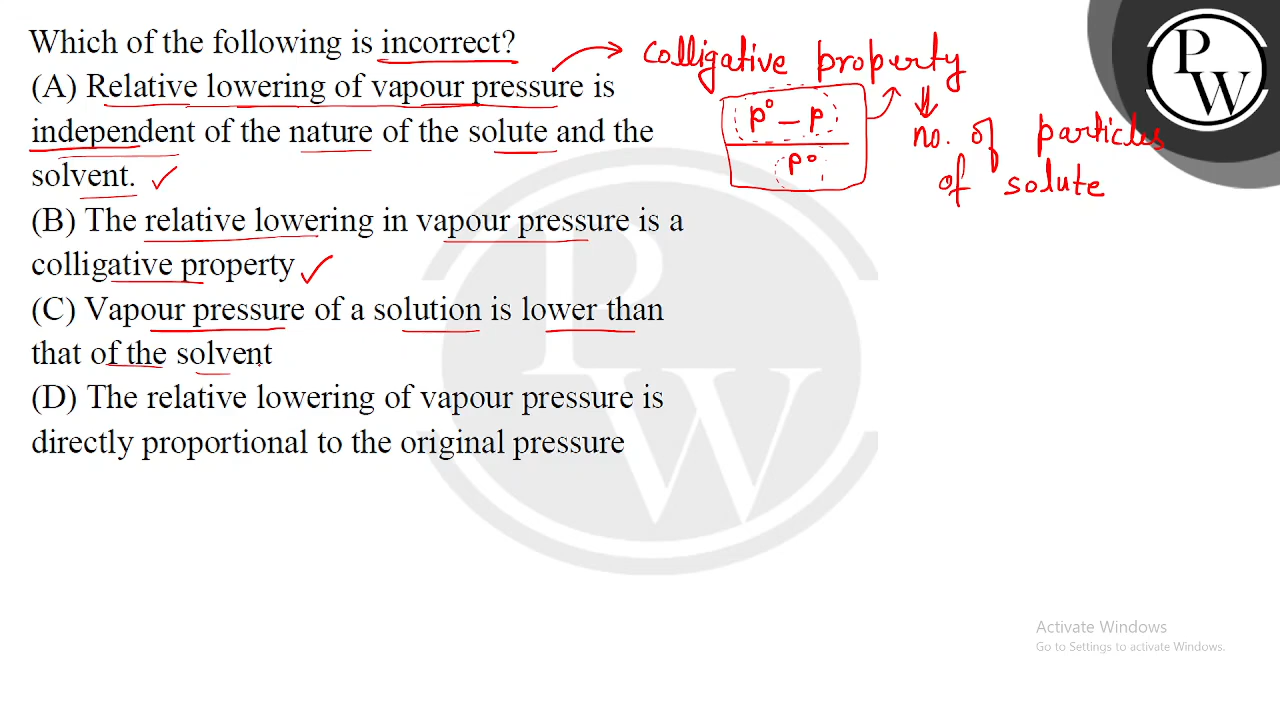 Which of the following is incorrect?
(A) Relative lowering of vapour pressure is
independent of the nature of the solute and the
solvent.
(B) The relative lowering in vapour pressure is a
colligative property
(C) Vapour pressure of a solution is lower than
that of the solvent
(D) The relative lowering of vapour pressure is
directly proportional to the original pressure
colligative property
p° – p
p°
no. of particles
of solute
P
W
P
W
Activate Windows
Go to Settings to activate Windows.